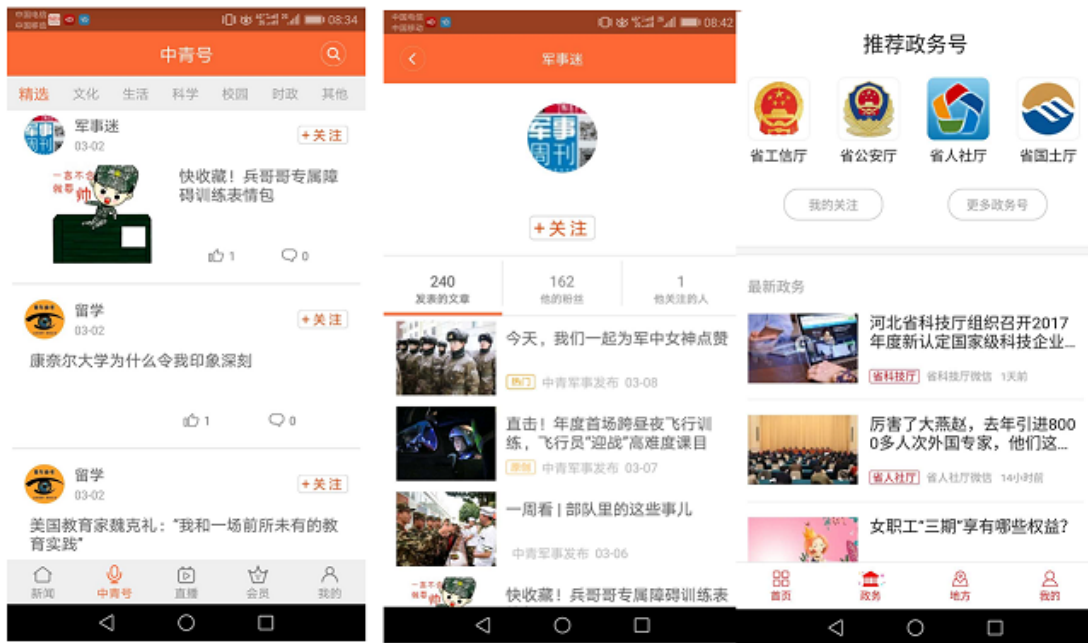 中国电信
中国移动
08:34
中青号
精选 文化 生活 科学 校园 时政 其他
军事迷
03-02
+关注
一言不合
做要
帅
快收藏！兵哥哥专属障
碍训练表情包
1 0
留学
03-02
+关注
康奈尔大学为什么令我印象深刻
1 0
留学
03-02
+关注
美国教育家魏克礼：“我和一场前所未有的教
育实践”
新闻 中青号 直播 会员 我的
中国电信
中国移动
08:42
军事迷
军事
周刊
+关注
240 162 1
发表的文章 他的粉丝 他关注的人
今天，我们一起为军中女神点赞
热门 中青军事发布 03-08
直击！年度首场跨昼夜飞行训
练，飞行员“迎战”高难度课目
原创 中青军事发布 03-07
一周看 | 部队里的这些事儿
中青军事发布 03-06
快收藏！兵哥哥专属障碍训练表
推荐政务号
省工信厅 省公安厅 省人社厅 省国土厅
我的关注 更多政务号
最新政务
河北省科技厅组织召开2017
年度新认定国家级科技企业...
省科技厅 省科技厅微信 1天前
厉害了大燕赵，去年引进800
0多人次外国专家，他们这...
省人社厅 省人社厅微信 14小时前
女职工“三期”享有哪些权益？
首页 政务 地方 我的